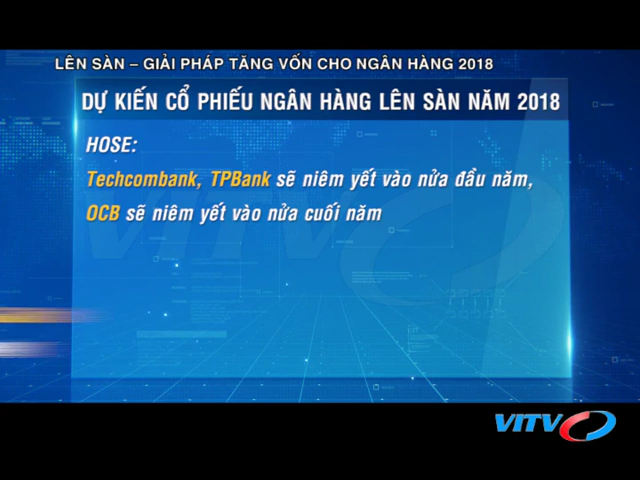 LÊN SÀN – GIẢI PHÁP TĂNG VỐN CHO NGÂN HÀNG 2018
DỰ KIẾN CỔ PHIẾU NGÂN HÀNG LÊN SÀN NĂM 2018
HOSE:
Techcombank, TPBank sẽ niêm yết vào nửa đầu năm,
OCB sẽ niêm yết vào nửa cuối năm
VITV
VITV